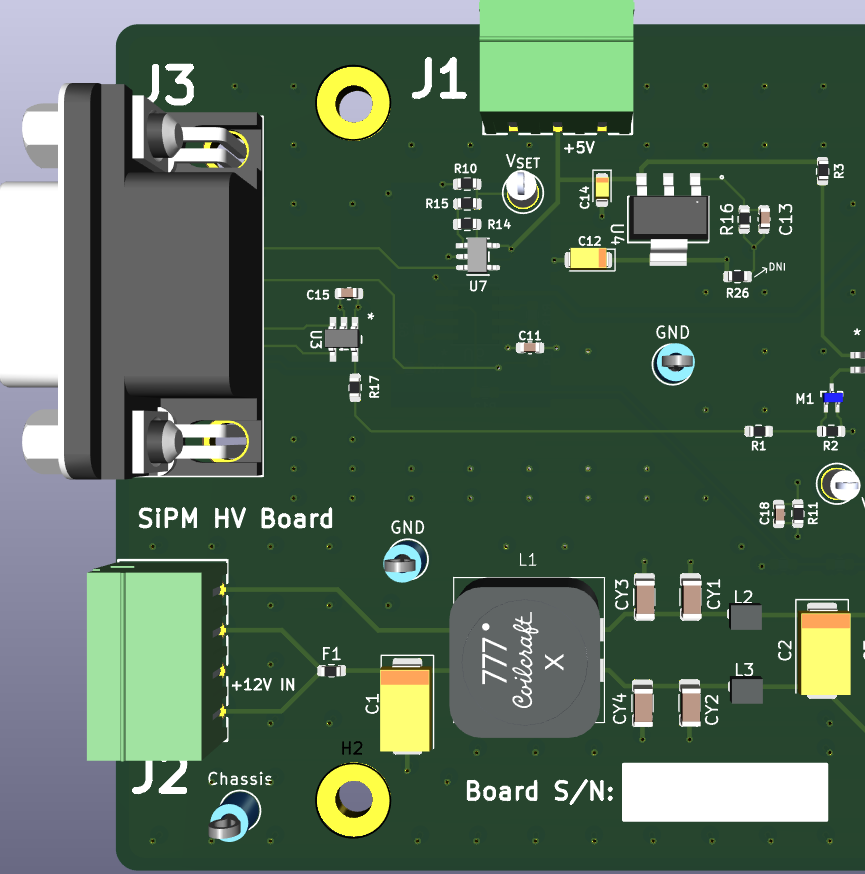 J3
J1
+5V
R10
VSET
R3
R15
C14
R14
U4
R16
C13
C12
U7
DNI
R26
C15
*
U3
C11
GND
*
R17
M1
R1
R2
C18
R11
SiPM HV Board
GND
L1
CY3
CY1
L2
777
Coilcraft
X
C2
F1
L3
+12V IN
C1
CY4
CY2
H2
J2
Chassis
Board S/N: